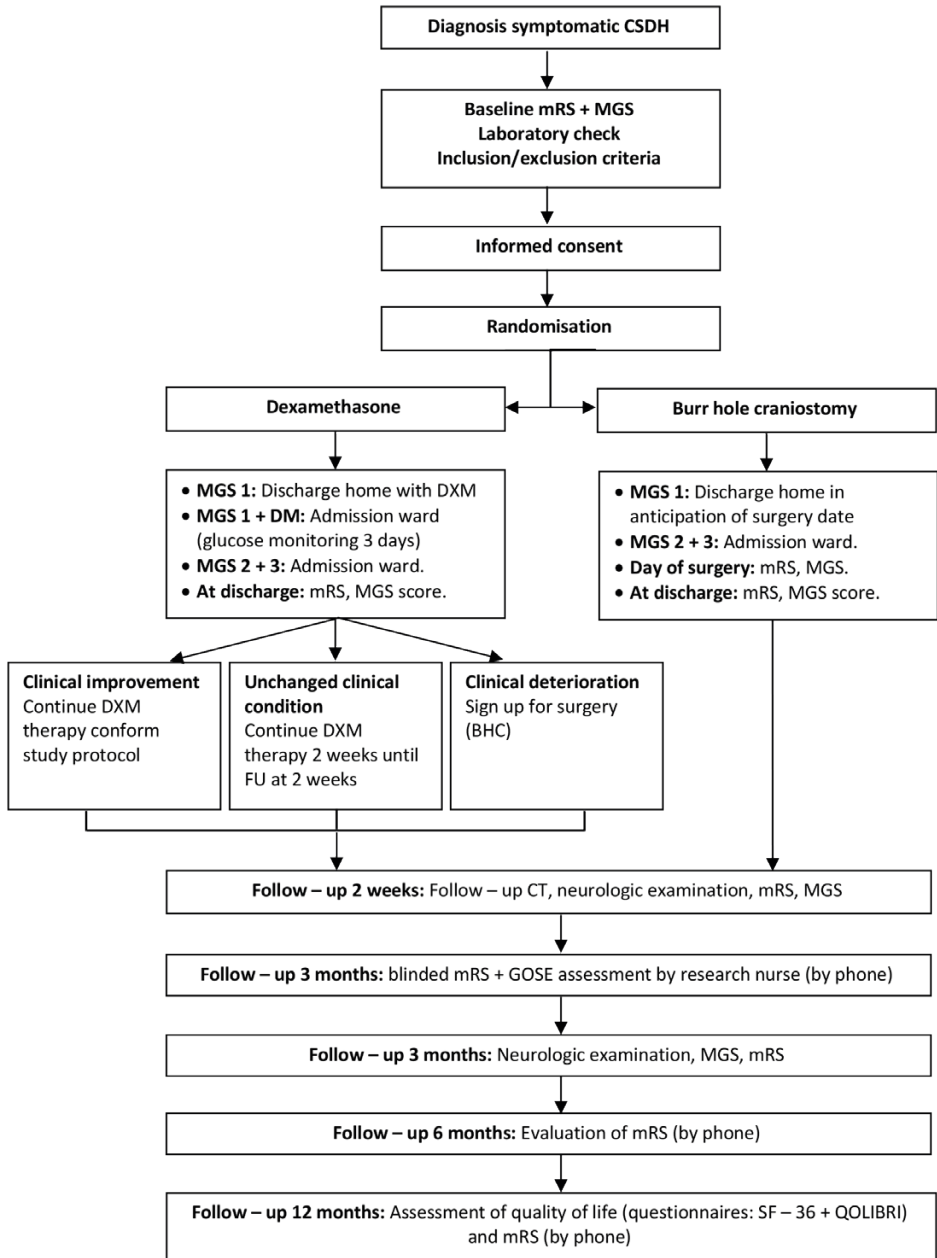 Diagnosis symptomatic CSDH
Baseline mRS + MGS
Laboratory check
Inclusion/exclusion criteria
Informed consent
Randomisation
Dexamethasone
Burr hole craniostomy
• MGS 1: Discharge home with DXM
• MGS 1 + DM: Admission ward
(glucose monitoring 3 days)
• MGS 2 + 3: Admission ward.
• At discharge: mRS, MGS score.
• MGS 1: Discharge home in
anticipation of surgery date
• MGS 2 + 3: Admission ward.
• Day of surgery: mRS, MGS.
• At discharge: mRS, MGS score.
Clinical improvement
Continue DXM
therapy conform
study protocol
Unchanged clinical
condition
Continue DXM
therapy 2 weeks until
FU at 2 weeks
Clinical deterioration
Sign up for surgery
(BHC)
Follow – up 2 weeks: Follow – up CT, neurologic examination, mRS, MGS
Follow – up 3 months: blinded mRS + GOSE assessment by research nurse (by phone)
Follow – up 3 months: Neurologic examination, MGS, mRS
Follow – up 6 months: Evaluation of mRS (by phone)
Follow – up 12 months: Assessment of quality of life (questionnaires: SF – 36 + QOLIBRI)
and mRS (by phone)